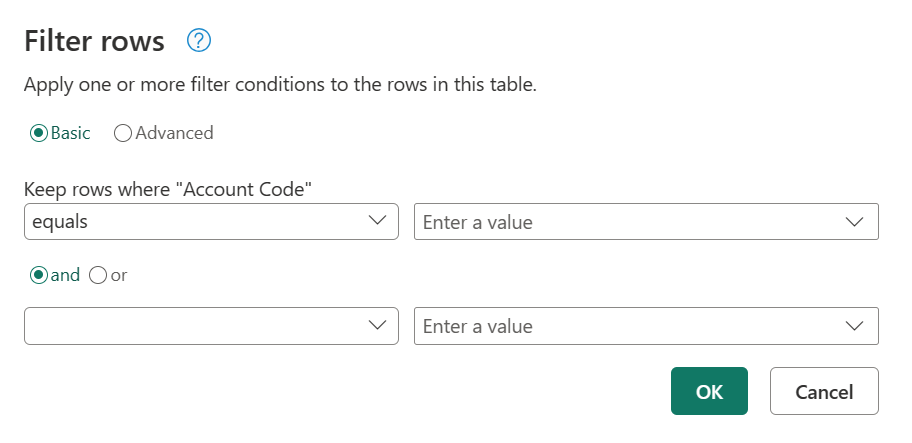 Filter rows ?
Apply one or more filter conditions to the rows in this table.
Basic Advanced
Keep rows where "Account Code"
equals Enter a value
and or
Enter a value
OK Cancel